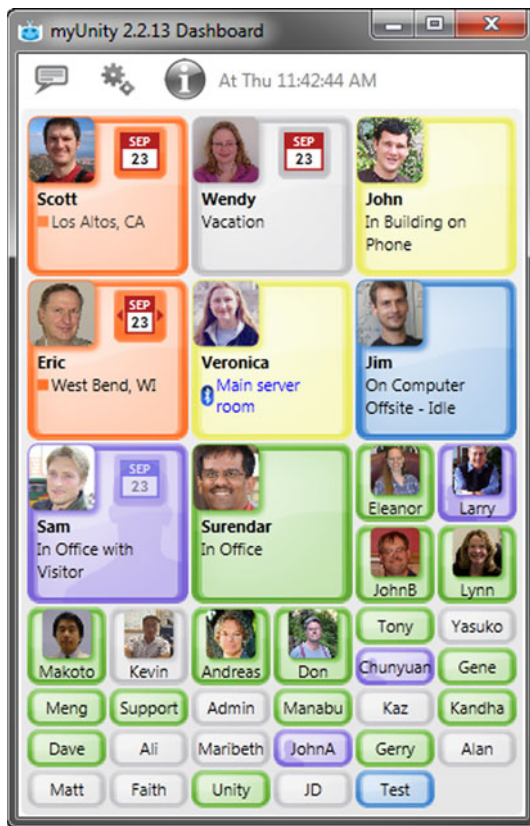 myUnity 2.2.13 Dashboard
At Thu 11:42:44 AM
SEP
23
Scott
Los Altos, CA
SEP
23
Wendy
Vacation
John
In Building on
Phone
SEP
23
Eric
West Bend, WI
Veronica
Main server
room
Jim
On Computer
Offsite - Idle
SEP
23
Sam
In Office with
Visitor
Surendar
In Office
Eleanor
Larry
JohnB
Lynn
Makoto
Kevin
Andreas
Don
Tony
Yasuko
Chunyuan
Gene
Meng
Support
Admin
Manabu
Kaz
Kandha
Dave
Ali
Maribeth
JohnA
Gerry
Alan
Matt
Faith
Unity
JD
Test